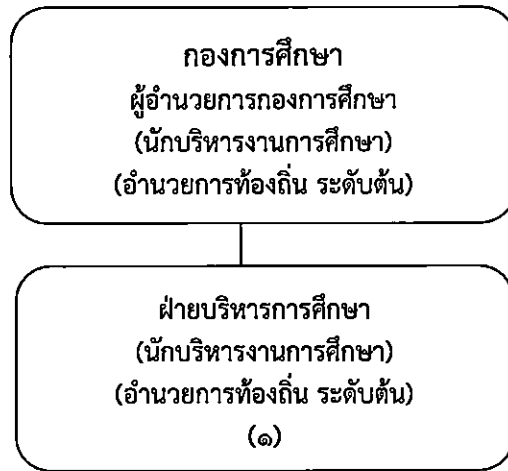 กองการศึกษา
ผู้อำนวยการกองการศึกษา
(นักบริหารงานการศึกษา)
(อำนวยการท้องถิ่น ระดับต้น)
ฝ่ายบริหารการศึกษา
(นักบริหารงานการศึกษา)
(อำนวยการท้องถิ่น ระดับต้น)
(๑)